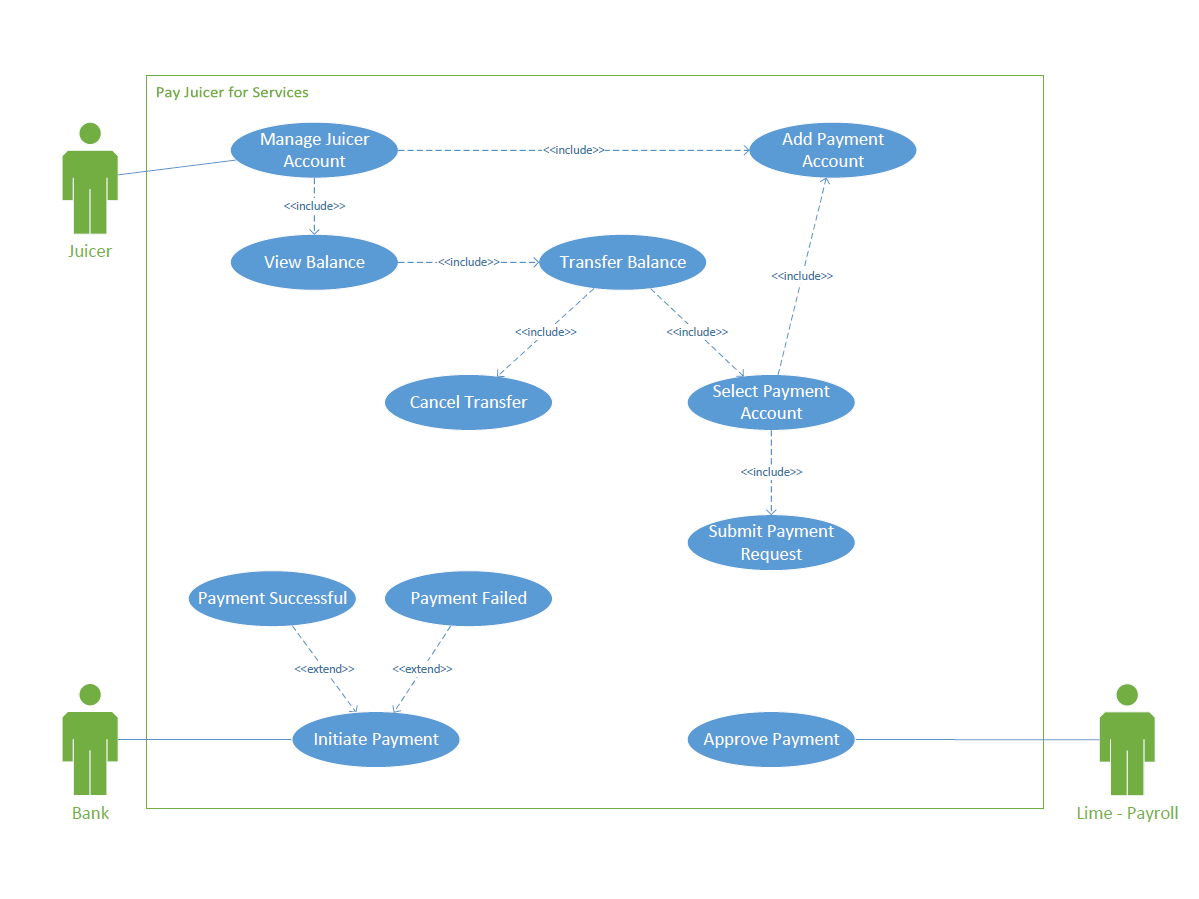 Pay Juicer for Services
Manage Juicer
Account
<<include>>
Add Payment
Account
<<include>>
Juicer
View Balance
<<include>>
Transfer Balance
<<include>>
<<include>>
<<include>>
Cancel Transfer
Select Payment
Account
<<include>>
Submit Payment
Request
Payment Successful
Payment Failed
<<extend>>
<<extend>>
Initiate Payment
Approve Payment
Bank
Lime - Payroll